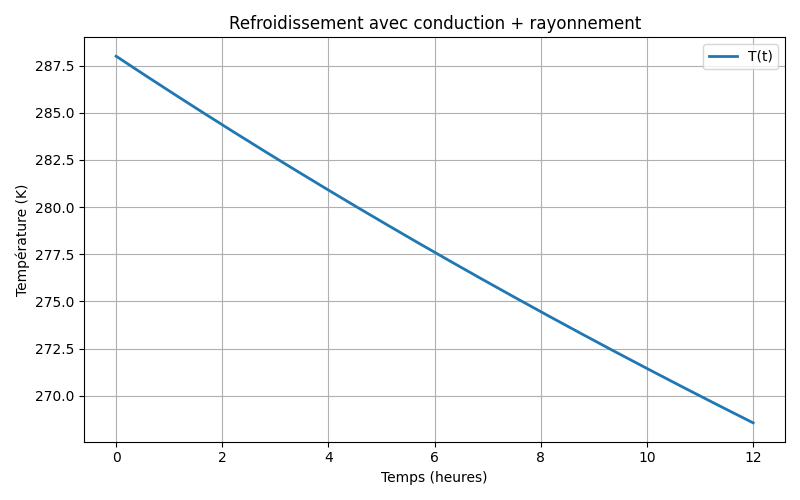 Refroidissement avec conduction + rayonnement
T(t)
287.5
285.0
282.5
280.0
277.5
275.0
272.5
270.0
Température (K)
0 2 4 6 8 10 12
Temps (heures)